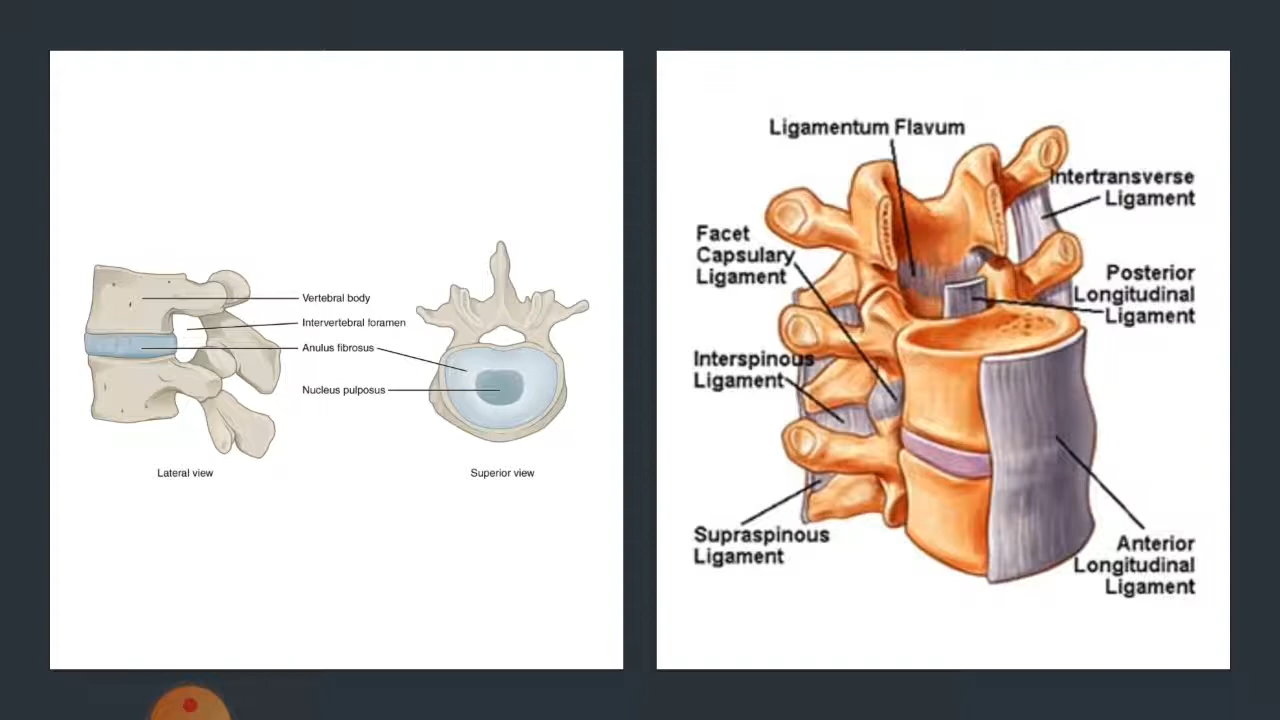 Vertebral body
Intervertebral foramen
Anulus fibrosus
Nucleus pulposus
Lateral view
Superior view
Ligamentum Flavum
Intertransverse
Ligament
Facet
Capsulary
Ligament
Posterior
Longitudinal
Ligament
Interspinous
Ligament
Supraspinous
Ligament
Anterior
Longitudinal
Ligament